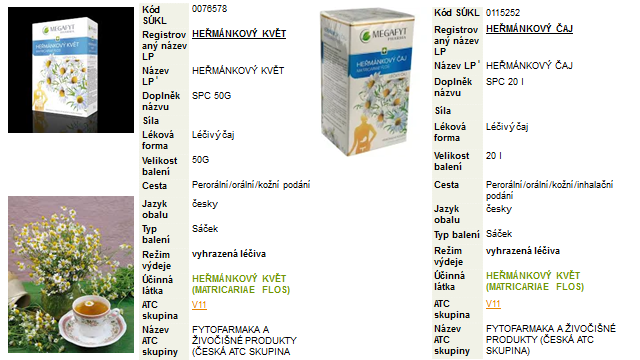 MEGAFYT
PHARMA
HEŘMÁNKOVÝ KVĚT
Kód SÚKL 0076578
Registrovaný název LP HEŘMÁNKOVÝ KVĚT
Název LP HEŘMÁNKOVÝ KVĚT
Doplněk názvu SPC 50G
Síla
Léková forma Léčivý čaj
Velikost balení 50G
Cesta Perorální/orální/kožní podání
Jazyk obalu česky
Typ balení Sáček
Režim výdeje vyhrazená léčiva
Účinná látka HEŘMÁNKOVÝ KVĚT (MATRICARIAE FLOS)
ATC skupina V11
Název ATC skupiny FYTOFARMAKA A ŽIVOČIŠNÉ PRODUKTY (ČESKÁ ATC SKUPINA
MEGAFYT
PHARMA
HEŘMÁNKOVÝ ČAJ
Kód SÚKL 0115252
Registrovaný název LP HEŘMÁNKOVÝ ČAJ
Název LP HEŘMÁNKOVÝ ČAJ
Doplněk názvu SPC 20 I
Síla
Léková forma Léčivý čaj
Velikost balení 20 I
Cesta Perorální/orální/kožní/inhalační podání
Jazyk obalu česky
Typ balení Sáček
Režim výdeje vyhrazená léčiva
Účinná látka HEŘMÁNKOVÝ KVĚT (MATRICARIAE FLOS)
ATC skupina V11
Název ATC skupiny FYTOFARMAKA A ŽIVOČIŠNÉ PRODUKTY (ČESKÁ ATC SKUPINA)